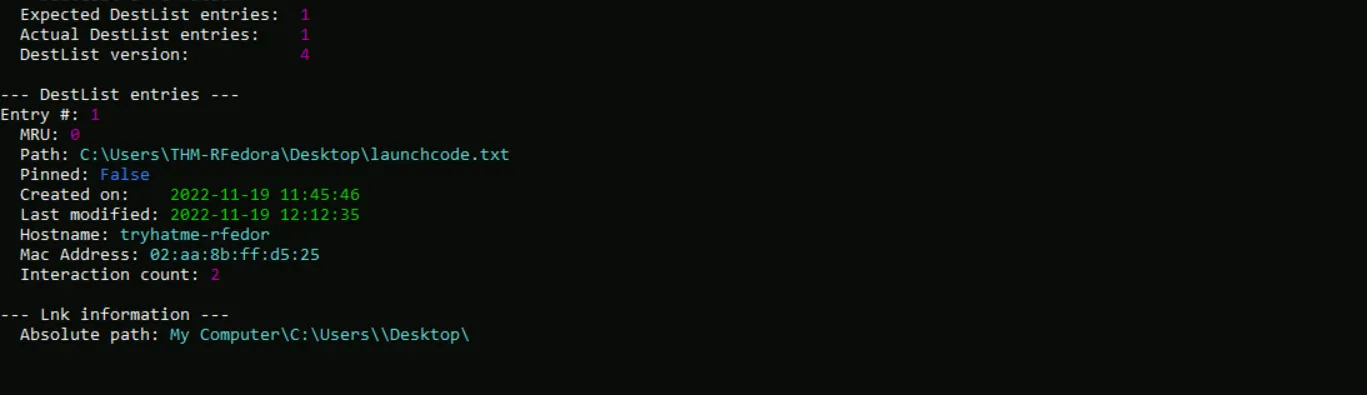 Expected DestList entries: 1
Actual DestList entries: 1
DestList version: 4
--- DestList entries ---
Entry #: 1
MRU: 0
Path: C:\Users\THM-RFedora\Desktop\launchcode.txt
Pinned: False
Created on: 2022-11-19 11:45:46
Last modified: 2022-11-19 12:12:35
Hostname: tryhatme-rfedor
Mac Address: 02:aa:8b:ff:d5:25
Interaction count: 2
--- Lnk information ---
Absolute path: My Computer\C:\Users\\Desktop\